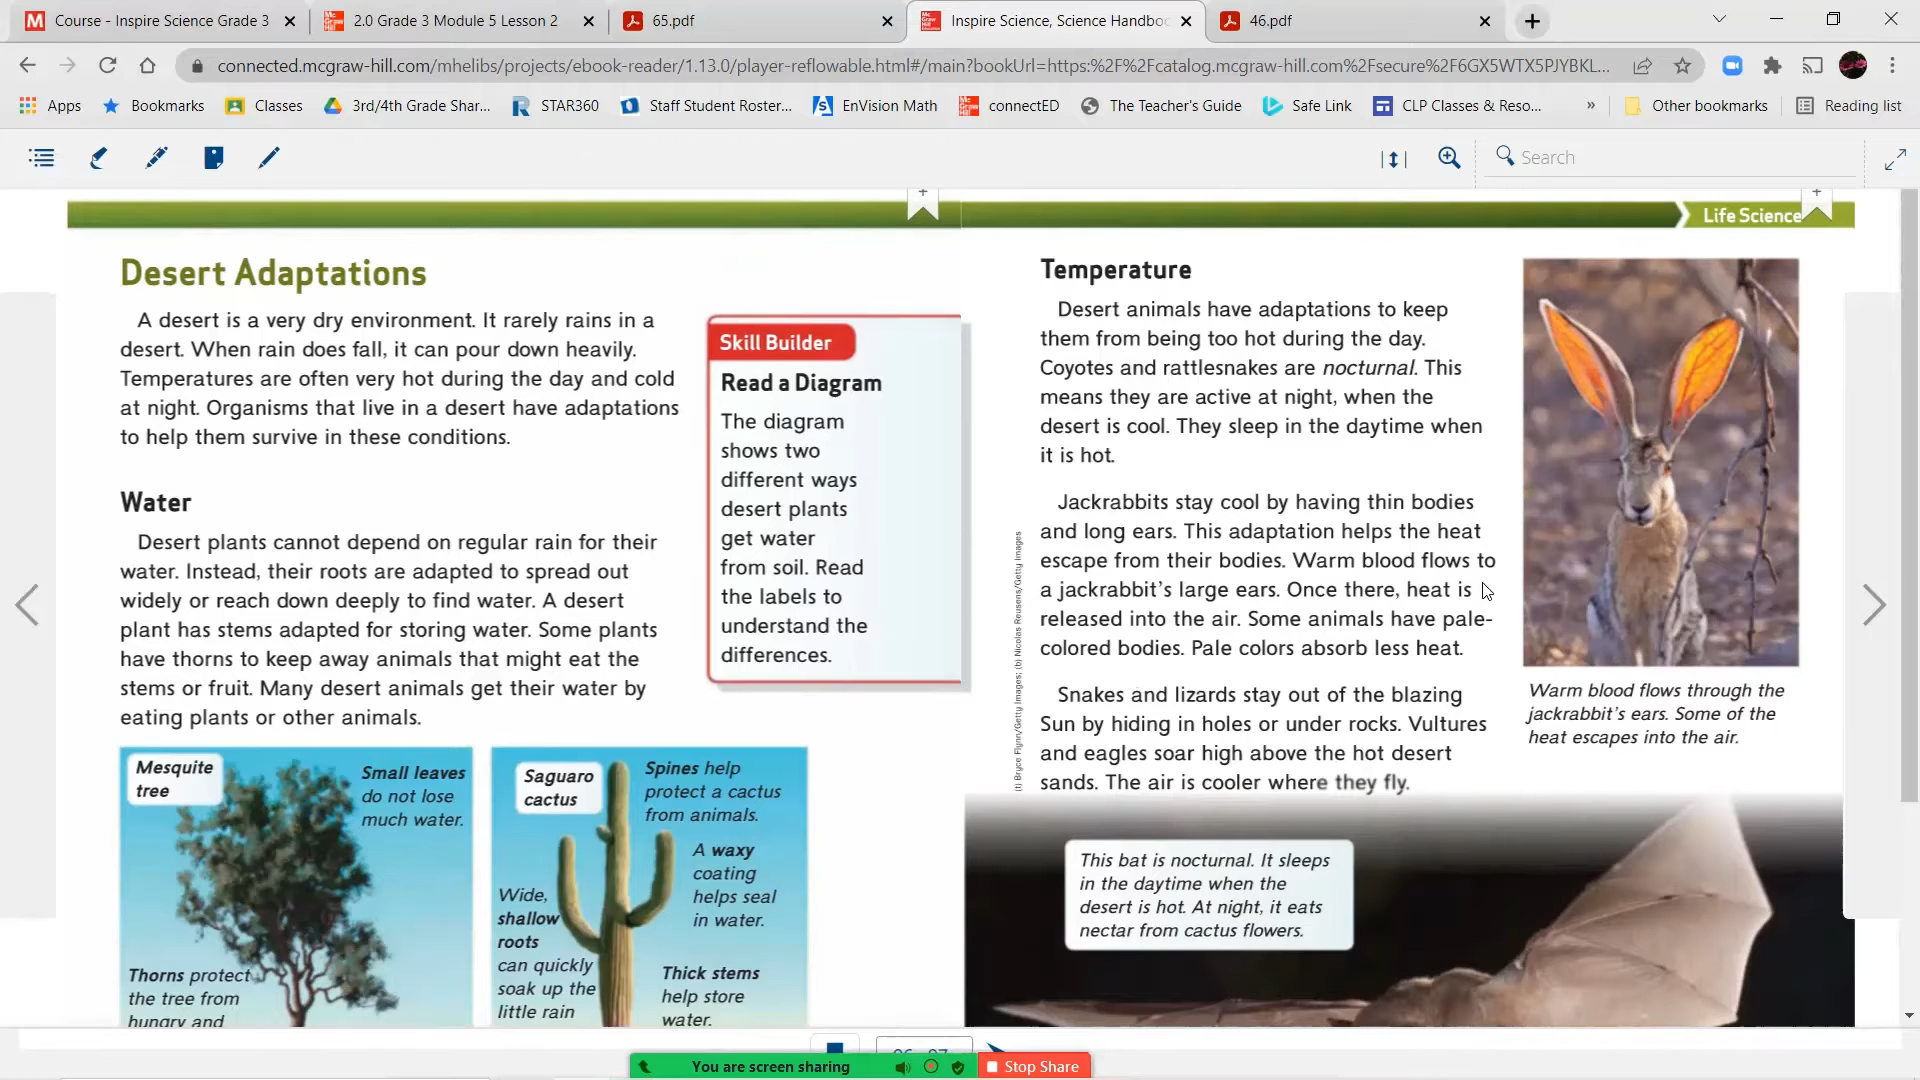 Course - Inspire Science Grade 3
2.0 Grade 3 Module 5 Lesson 2
65.pdf
Inspire Science, Science Handboo
46.pdf
connected.mcgraw-hill.com/mhelibs/projects/ebook-reader/1.13.0/player-reflowable.html#/main?bookUrl=https:%2F%2Fcatalog.mcgraw-hill.com%2Fsecure%2F6GX5WTX5PJYBKL...
Apps
Bookmarks
Classes
3rd/4th Grade Shar...
STAR360
Staff Student Roster...
EnVision Math
connectED
The Teacher's Guide
Safe Link
CLP Classes & Reso...
»
Other bookmarks
Reading list
Search
Life Science
Desert Adaptations
A desert is a very dry environment. It rarely rains in a
desert. When rain does fall, it can pour down heavily.
Temperatures are often very hot during the day and cold
at night. Organisms that live in a desert have adaptations
to help them survive in these conditions.
Water
Desert plants cannot depend on regular rain for their
water. Instead, their roots are adapted to spread out
widely or reach down deeply to find water. A desert
plant has stems adapted for storing water. Some plants
have thorns to keep away animals that might eat the
stems or fruit. Many desert animals get their water by
eating plants or other animals.
Skill Builder
Read a Diagram
The diagram
shows two
different ways
desert plants
get water
from soil. Read
the labels to
understand the
differences.
Mesquite
tree
Small leaves
do not lose
much water.
Thorns protect
the tree from
hungry and
Saguaro
cactus
Spines help
protect a cactus
from animals.
A waxy
coating
helps seal
in water.
Wide,
shallow
roots
can quickly
soak up the
little rain
Thick stems
help store
water.
Temperature
Desert animals have adaptations to keep
them from being too hot during the day.
Coyotes and rattlesnakes are nocturnal. This
means they are active at night, when the
desert is cool. They sleep in the daytime when
it is hot.
Jackrabbits stay cool by having thin bodies
and long ears. This adaptation helps the heat
escape from their bodies. Warm blood flows to
a jackrabbit's large ears. Once there, heat is
released into the air. Some animals have pale-
colored bodies. Pale colors absorb less heat.
Snakes and lizards stay out of the blazing
Sun by hiding in holes or under rocks. Vultures
and eagles soar high above the hot desert
sands. The air is cooler where they fly.
(t) Bryce Flynn/Getty Images; (b) Nicolas Reusens/Getty Images
Warm blood flows through the
jackrabbit's ears. Some of the
heat escapes into the air.
This bat is nocturnal. It sleeps
in the daytime when the
desert is hot. At night, it eats
nectar from cactus flowers.
You are screen sharing
Stop Share